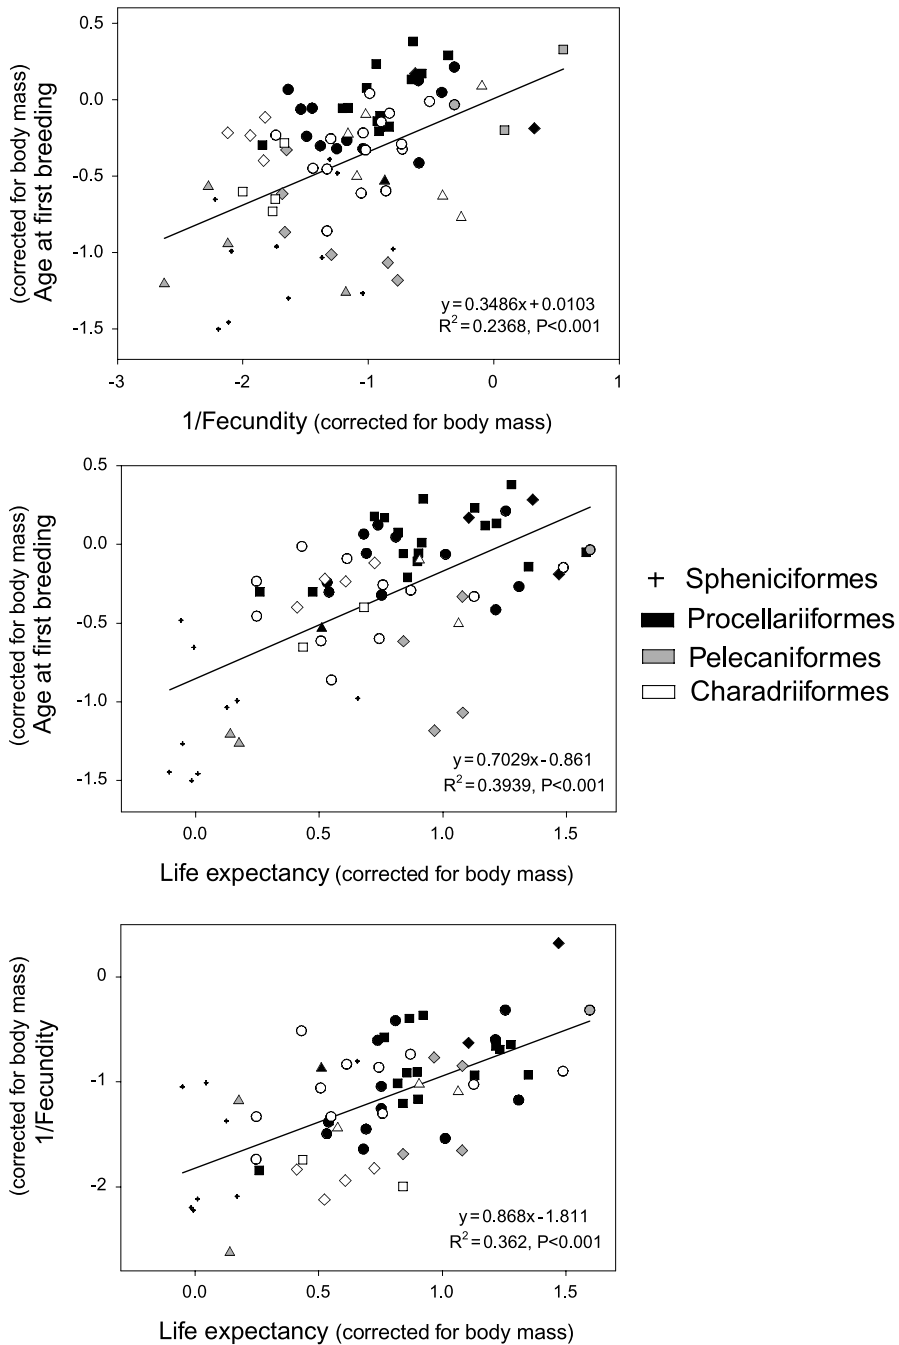 (corrected for body mass)
Age at first breeding
0.5
0.0
-0.5
-1.0
-1.5
y=0.3486x+0.0103
R²=0.2368, P<0.001
-3 -2 -1 0 1
1/Fecundity (corrected for body mass)
(corrected for body mass)
Age at first breeding
0.5
0.0
-0.5
-1.0
-1.5
y=0.7029x-0.861
R²=0.3939, P<0.001
0.0 0.5 1.0 1.5
Life expectancy (corrected for body mass)
Spheniciformes
Procellariiformes
Pelecaniformes
Charadriiformes
(corrected for body mass)
1/Fecundity
0
-1
-2
y=0.868x-1.811
R²=0.362, P<0.001
0.0 0.5 1.0 1.5
Life expectancy (corrected for body mass)